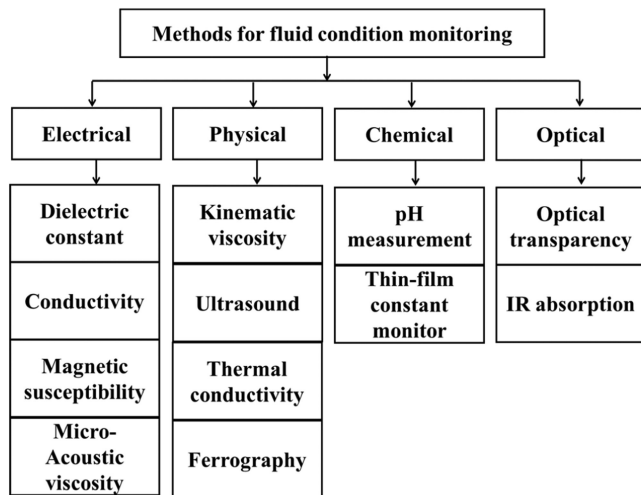 Methods for fluid condition monitoring
Electrical
Physical
Chemical
Optical
Dielectric
constant
Conductivity
Magnetic
susceptibility
Micro-
Acoustic
viscosity
Kinematic
viscosity
Ultrasound
Thermal
conductivity
Ferrography
pH
measurement
Thin-film
constant
monitor
Optical
transparency
IR absorption